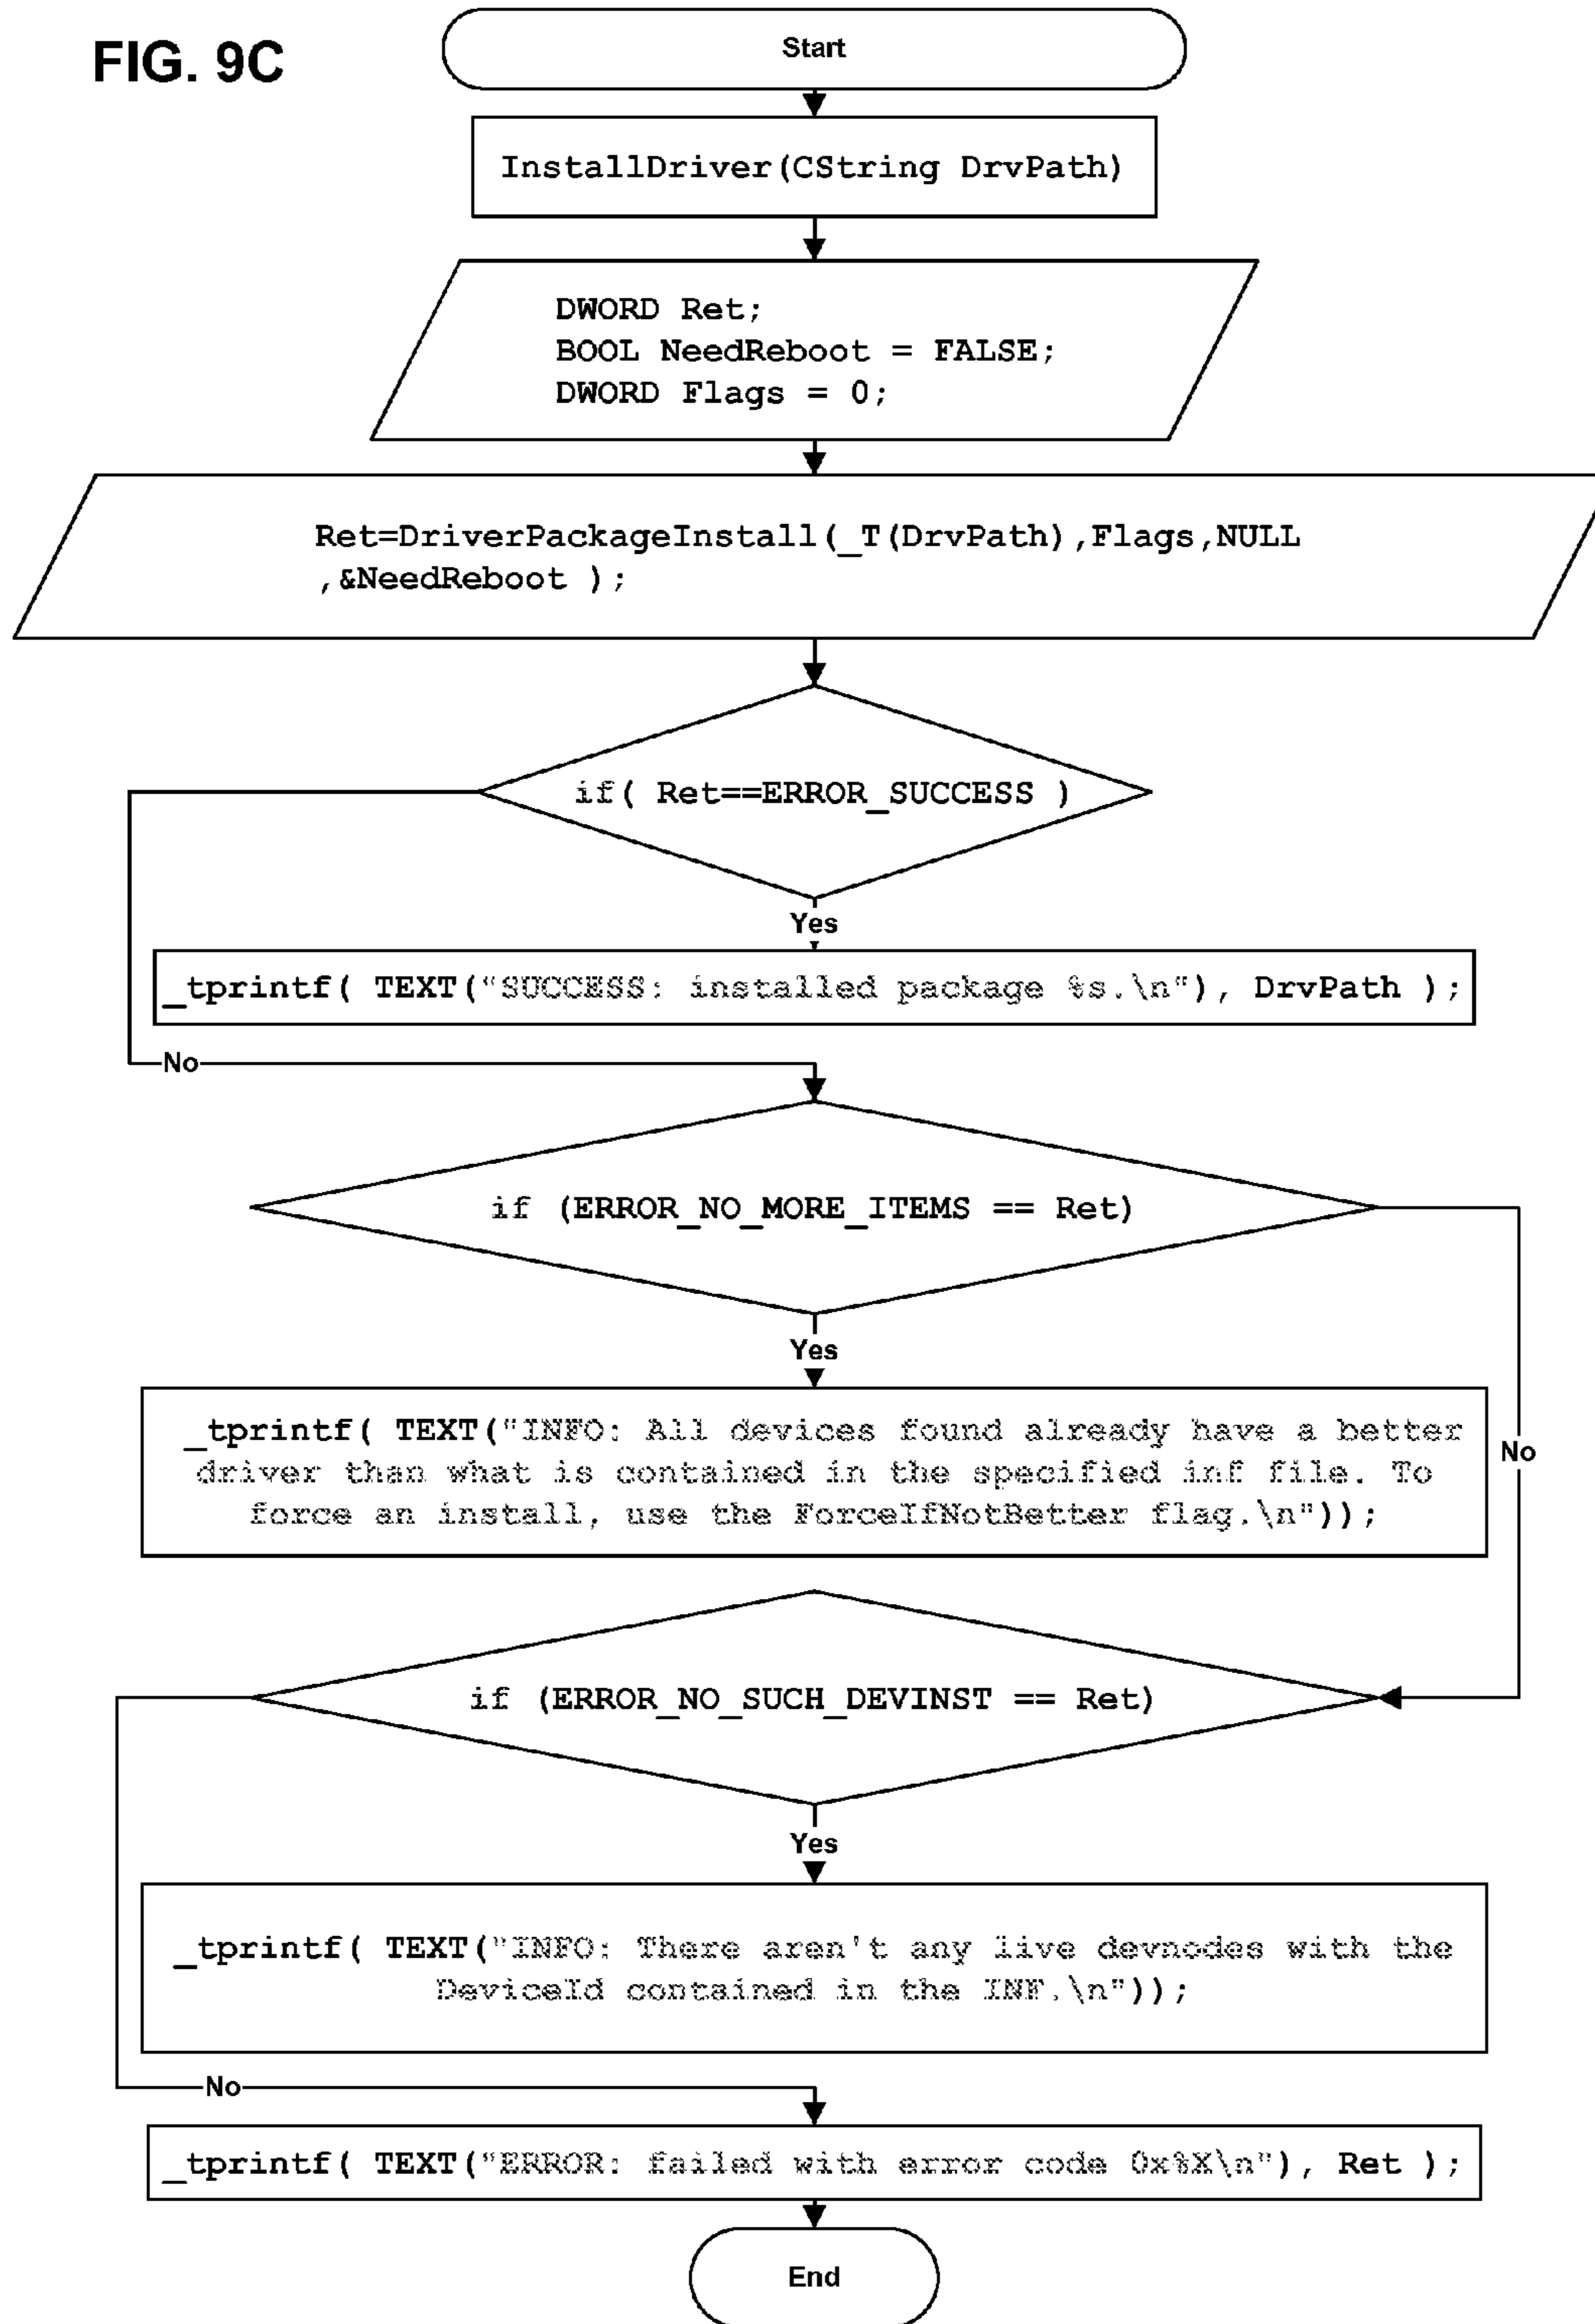 FIG. 9C
Start
InstallDriver(CString DrvPath)
DWORD Ret;
BOOL NeedReboot = FALSE;
DWORD Flags = 0;
Ret=DriverPackageInstall(_T(DrvPath),Flags,NULL
,&NeedReboot );
if( Ret==ERROR_SUCCESS )
Yes
_tprintf( TEXT("SUCCESS: installed package %s.\n"), DrvPath );
No
if (ERROR_NO_MORE_ITEMS == Ret)
Yes
_tprintf( TEXT("INFO: All devices found already have a better
driver than what is contained in the specified inf file. To
force an install, use the ForceIfNotBetter flag.\n"));
No
if (ERROR_NO_SUCH_DEVINST == Ret)
Yes
_tprintf( TEXT("INFO: There aren't any live devnodes with the
DeviceId contained in the INF.\n"));
No
_tprintf( TEXT("ERROR: failed with error code 0x%X\n"), Ret );
End